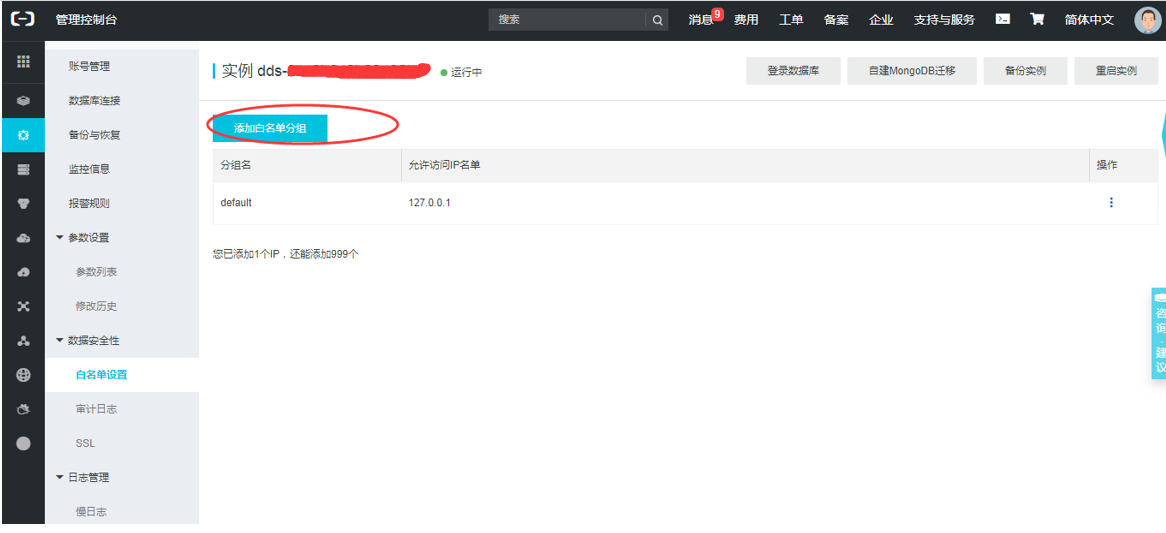 管理控制台
搜索
消息 9 费用 工单 备案 企业 支持与服务 简体中文
账号管理
数据库连接
备份与恢复
监控信息
报警规则
参数设置
参数列表
修改历史
数据安全性
白名单设置
审计日志
SSL
日志管理
慢日志
实例 dds-
运行中
登录数据库 自建MongoDB迁移 备份实例 重启实例
添加白名单分组
分组名 允许访问IP名单 操作
default 127.0.0.1
您已添加1个IP，还能添加999个
咨询·建议